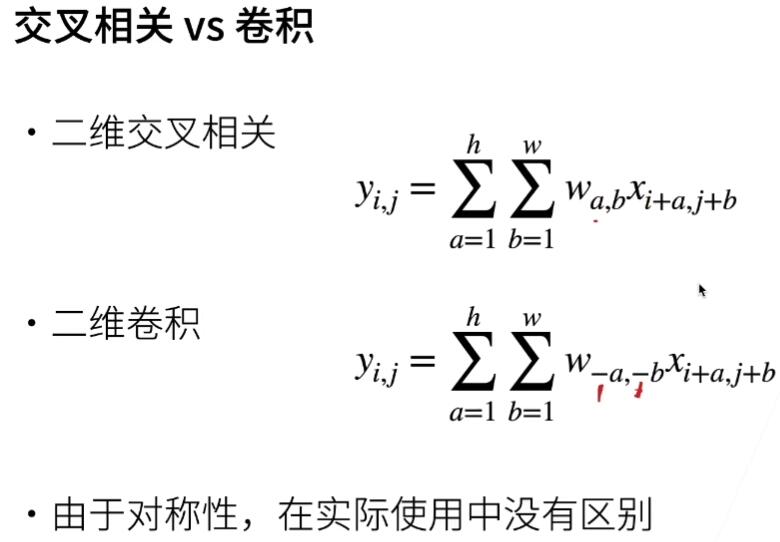 交叉相关 vs 卷积
• 二维交叉相关
$y_{i,j} = \sum_{a=1}^{h} \sum_{b=1}^{w} w_{a,b} x_{i+a,j+b}$
• 二维卷积
$y_{i,j} = \sum_{a=1}^{h} \sum_{b=1}^{w} w_{-a,-b} x_{i+a,j+b}$
• 由于对称性，在实际使用中没有区别